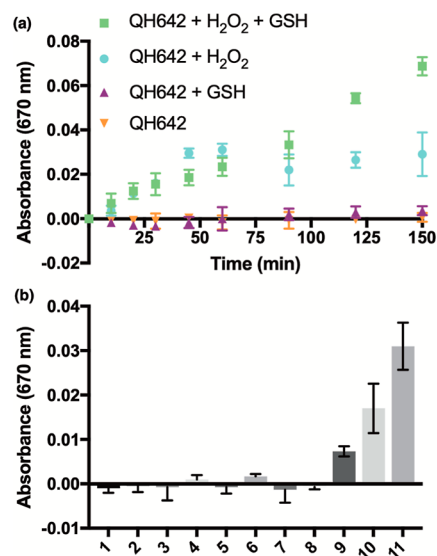 (a)
QH642 + H₂O₂ + GSH
QH642 + H₂O₂
QH642 + GSH
QH642
Absorbance (670 nm)
0.08
0.06
0.04
0.02
0.00
-0.02
25 50 75 100 125 150
Time (min)
(b)
Absorbance (670 nm)
0.04
0.03
0.02
0.01
0.00
-0.01
1 2 3 4 5 6 7 8 9 10 11